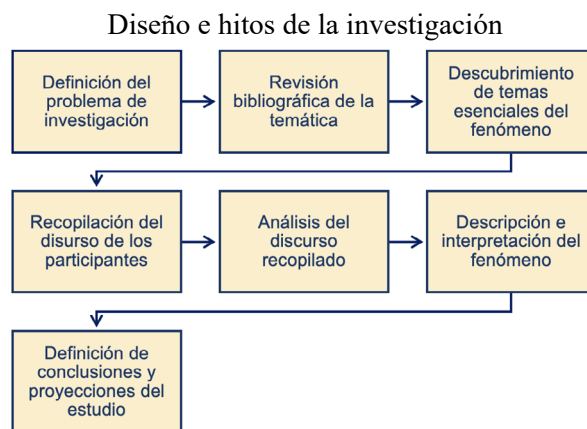 Diseño e hitos de la investigación
Definición del
problema de
investigación
Revisión
bibliográfica de la
temática
Descubrimiento
de temas
esenciales del
fenómeno
Recopilación del
disurso de los
participantes
Análisis del
discurso
recopilado
Descripción e
interpretación del
fenómeno
Definición de
conclusiones y
proyecciones del
estudio